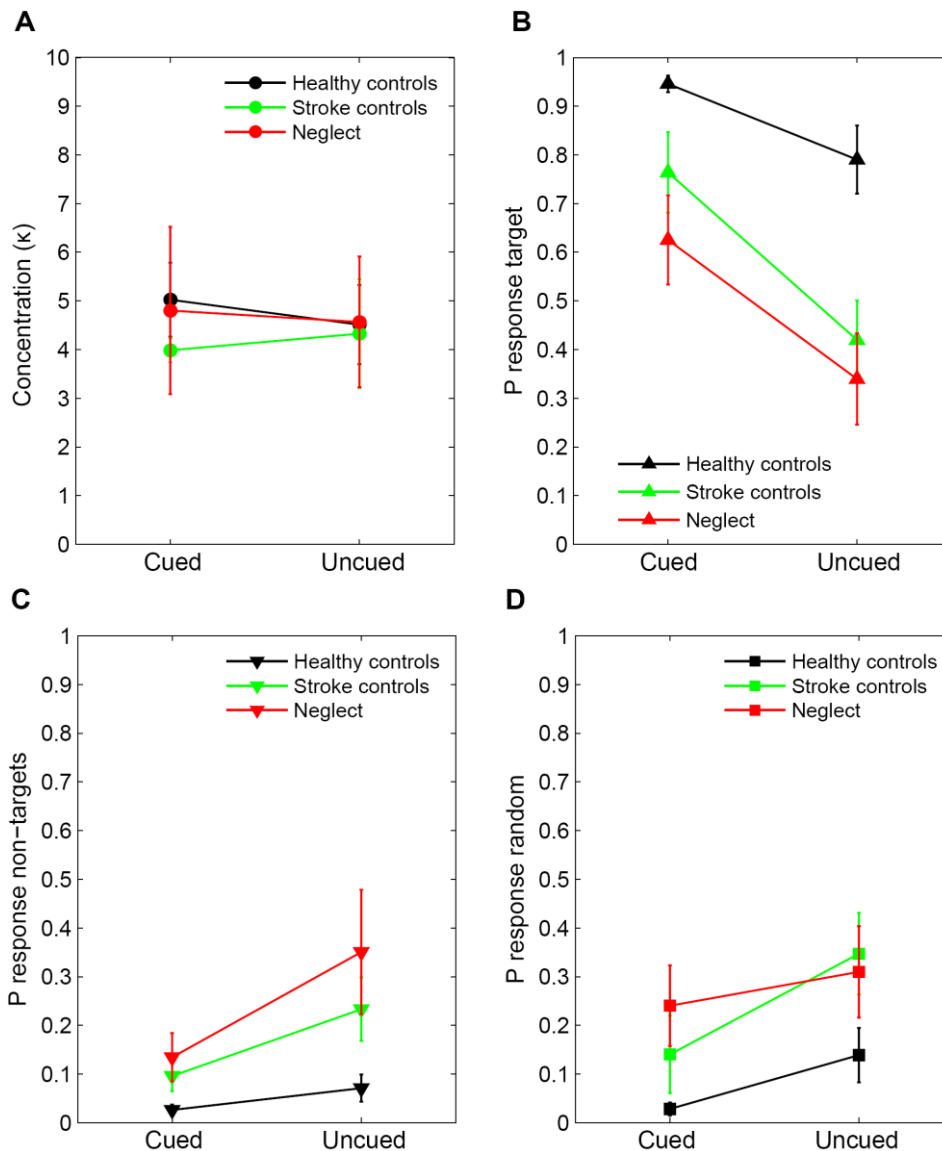 A
Concentration (κ)
10
9
8
7
6
5
4
3
2
1
0
Healthy controls
Stroke controls
Neglect
Cued
Uncued
B
P response target
1
0.9
0.8
0.7
0.6
0.5
0.4
0.3
0.2
0.1
0
Healthy controls
Stroke controls
Neglect
Cued
Uncued
C
P response non−targets
1
0.9
0.8
0.7
0.6
0.5
0.4
0.3
0.2
0.1
0
Healthy controls
Stroke controls
Neglect
Cued
Uncued
D
P response random
1
0.9
0.8
0.7
0.6
0.5
0.4
0.3
0.2
0.1
0
Healthy controls
Stroke controls
Neglect
Cued
Uncued